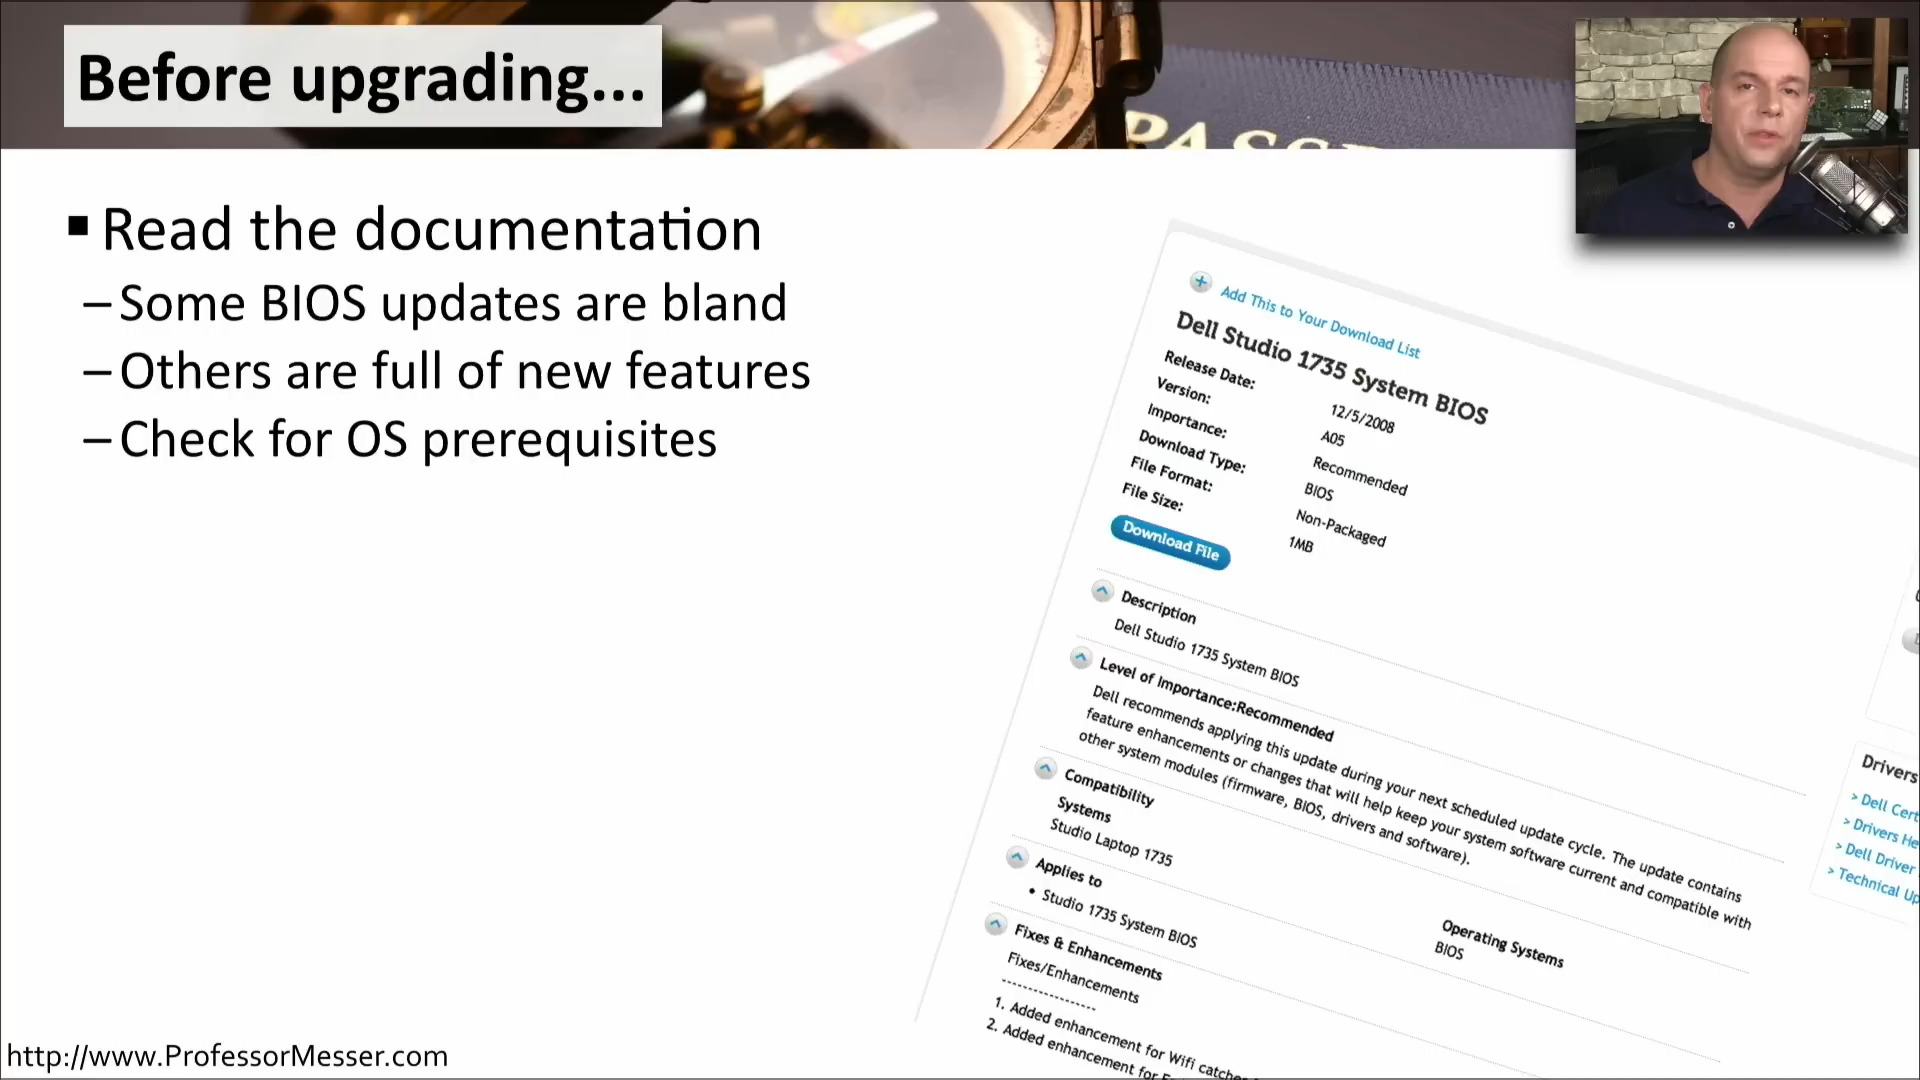 Before upgrading...
PASS
Read the documentation
–Some BIOS updates are bland
–Others are full of new features
–Check for OS prerequisites
Add This to Your Download List
Dell Studio 1735 System BIOS
Release Date: 12/5/2008
Version: A05
Importance: Recommended
Download Type: BIOS
File Format: Non-Packaged
File Size: 1MB
Download File
Description
Dell Studio 1735 System BIOS
Level of Importance:Recommended
Dell recommends applying this update during your next scheduled update cycle. The update contains
feature enhancements or changes that will help keep your system software current and compatible with
other system modules (firmware, BIOS, drivers and software).
Compatibility
Systems
Studio Laptop 1735
Operating Systems
BIOS
Applies to
• Studio 1735 System BIOS
Fixes & Enhancements
Fixes/Enhancements
------------------
1. Added enhancement for Wifi catche
2. Added enhancement for
Drivers
> Dell Cert
> Drivers He
> Dell Driver
> Technical Up
http://www.ProfessorMesser.com